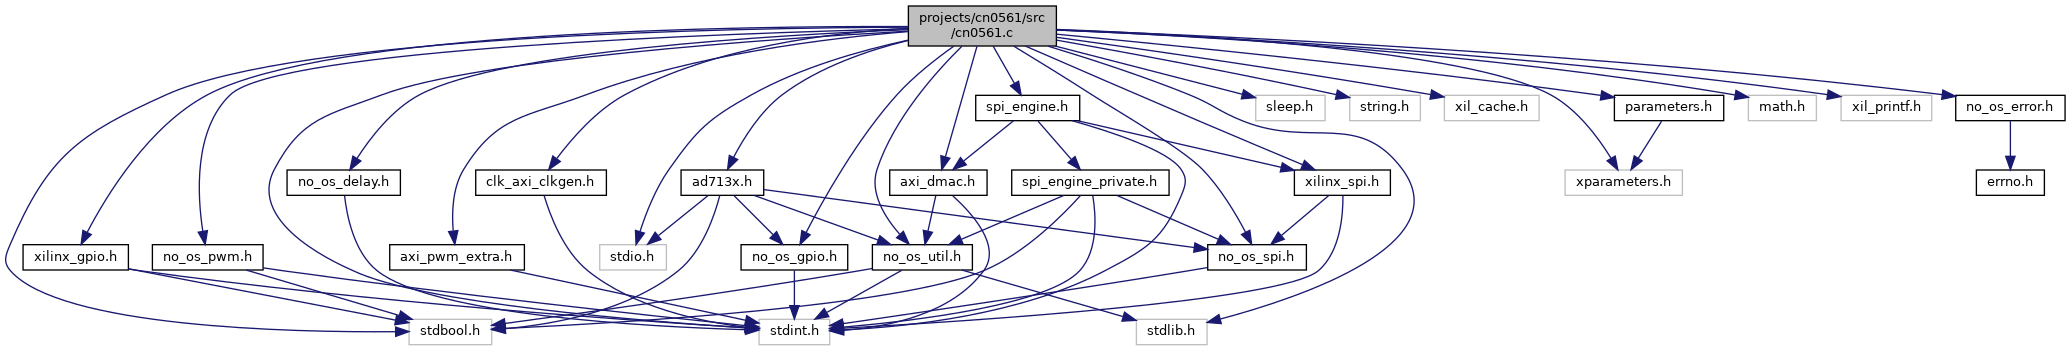 projects/cn0561/src
/cn0561.c
spi_engine.h
sleep.h
string.h
xil_cache.h
parameters.h
math.h
xil_printf.h
no_os_error.h
no_os_delay.h
clk_axi_clkgen.h
ad713x.h
axi_dmac.h
spi_engine_private.h
xilinx_spi.h
xparameters.h
errno.h
xilinx_gpio.h
no_os_pwm.h
axi_pwm_extra.h
stdio.h
no_os_gpio.h
no_os_util.h
no_os_spi.h
stdbool.h
stdint.h
stdlib.h